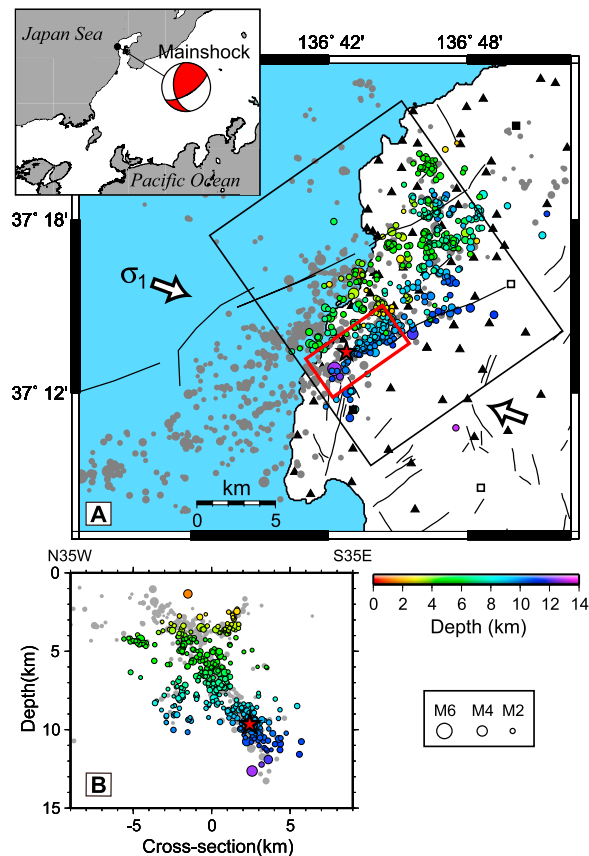 Japan Sea
Mainshock
Pacific Ocean
136˚ 42'
136˚ 48'
37˚ 18'
37˚ 12'
σ1
km
0 5
A
N35W
S35E
0
5
10
15
Depth(km)
-5 0 5
Cross-section(km)
B
0 2 4 6 8 10 12 14
Depth (km)
M6 M4 M2